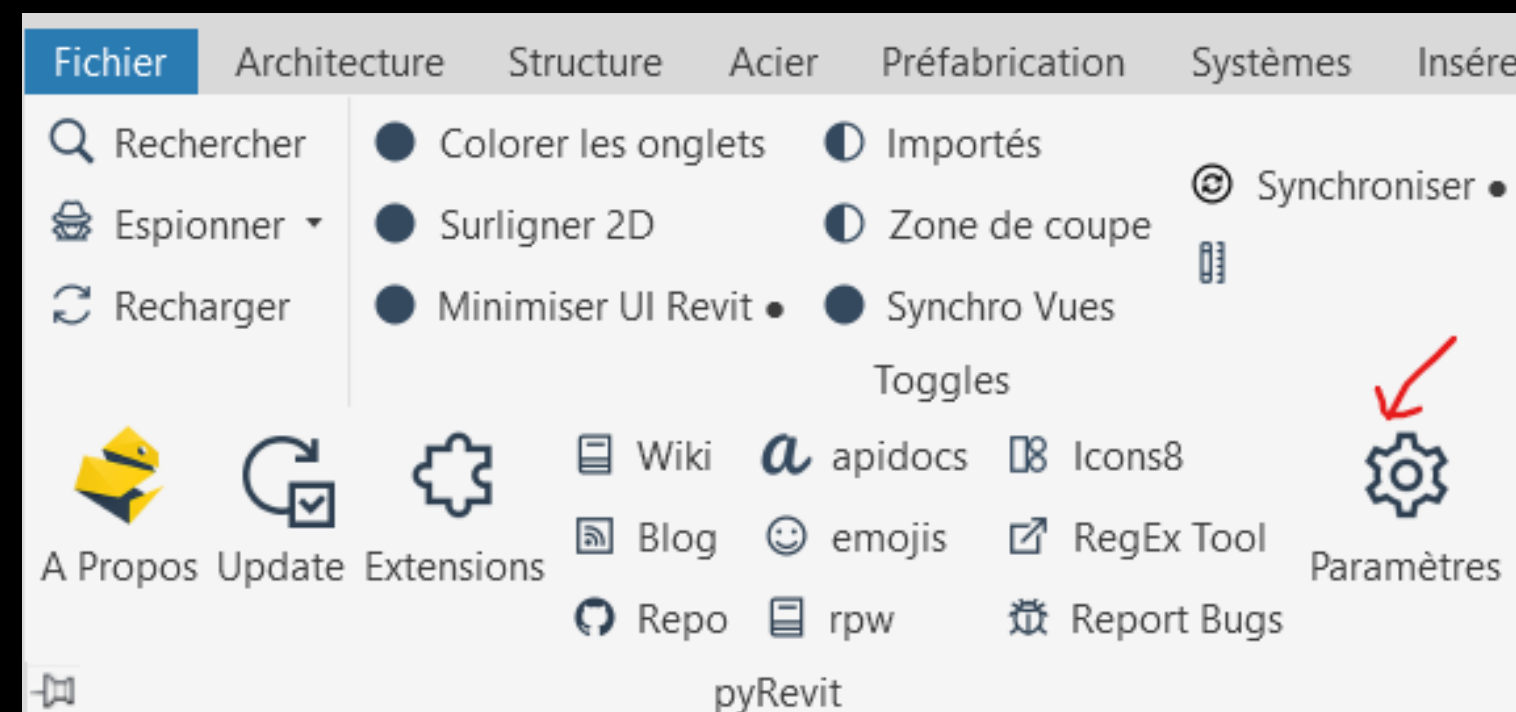 Fichier Architecture Structure Acier Préfabrication Systèmes Insére
Rechercher Colorer les onglets Importés
Synchroniser
Espionner Surligner 2D Zone de coupe
Recharger Minimiser UI Revit Synchro Vues
Toggles
Wiki apidocs Icons8
Blog emojis RegEx Tool
A Propos Update Extensions Paramètres
Repo rpw Report Bugs
pyRevit